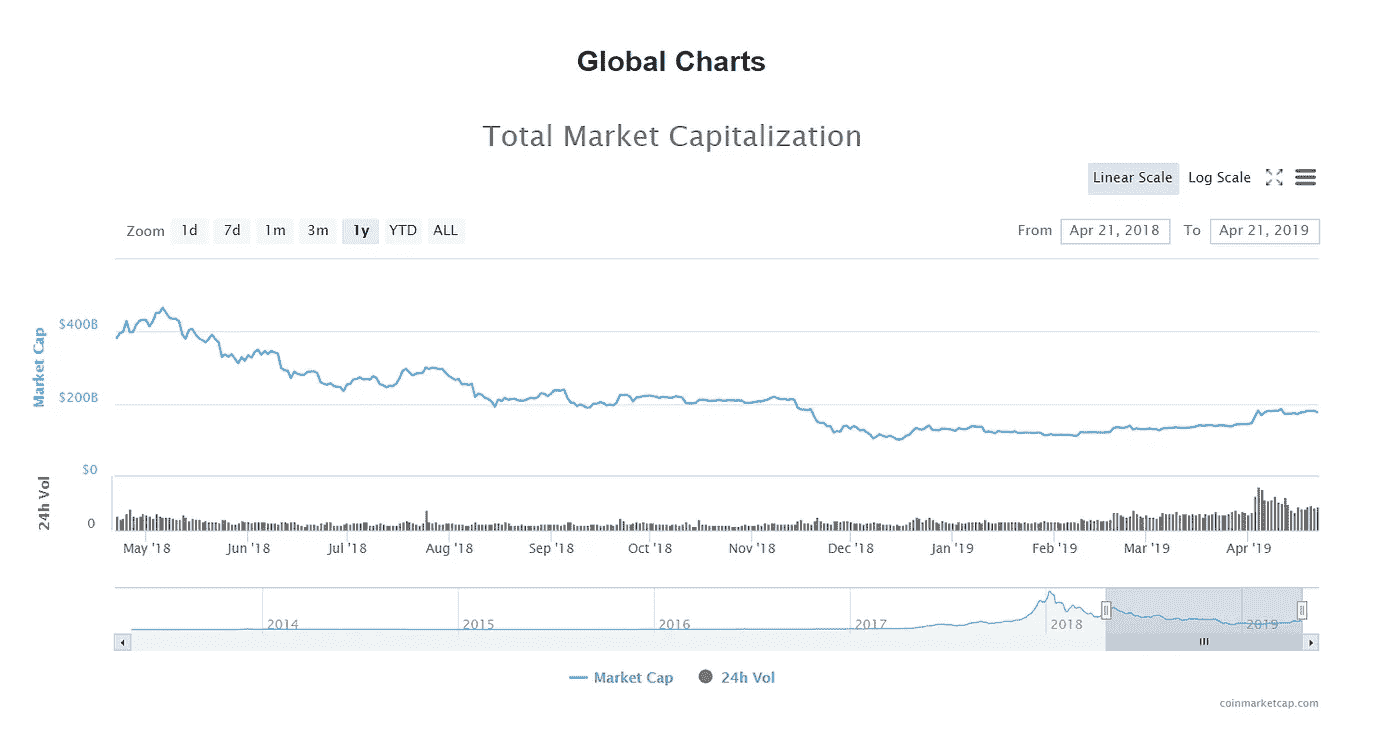 Global Charts
Total Market Capitalization
Linear Scale Log Scale
Zoom 1d 7d 1m 3m 1y YTD ALL From Apr 21, 2018 To Apr 21, 2019
Market Cap
$400B
$200B
$0
24h Vol
0
May '18 Jun '18 Jul '18 Aug '18 Sep '18 Oct '18 Nov '18 Dec '18 Jan '19 Feb '19 Mar '19 Apr '19
2014 2015 2016 2017 2018 2019
Market Cap 24h Vol
coinmarketcap.com